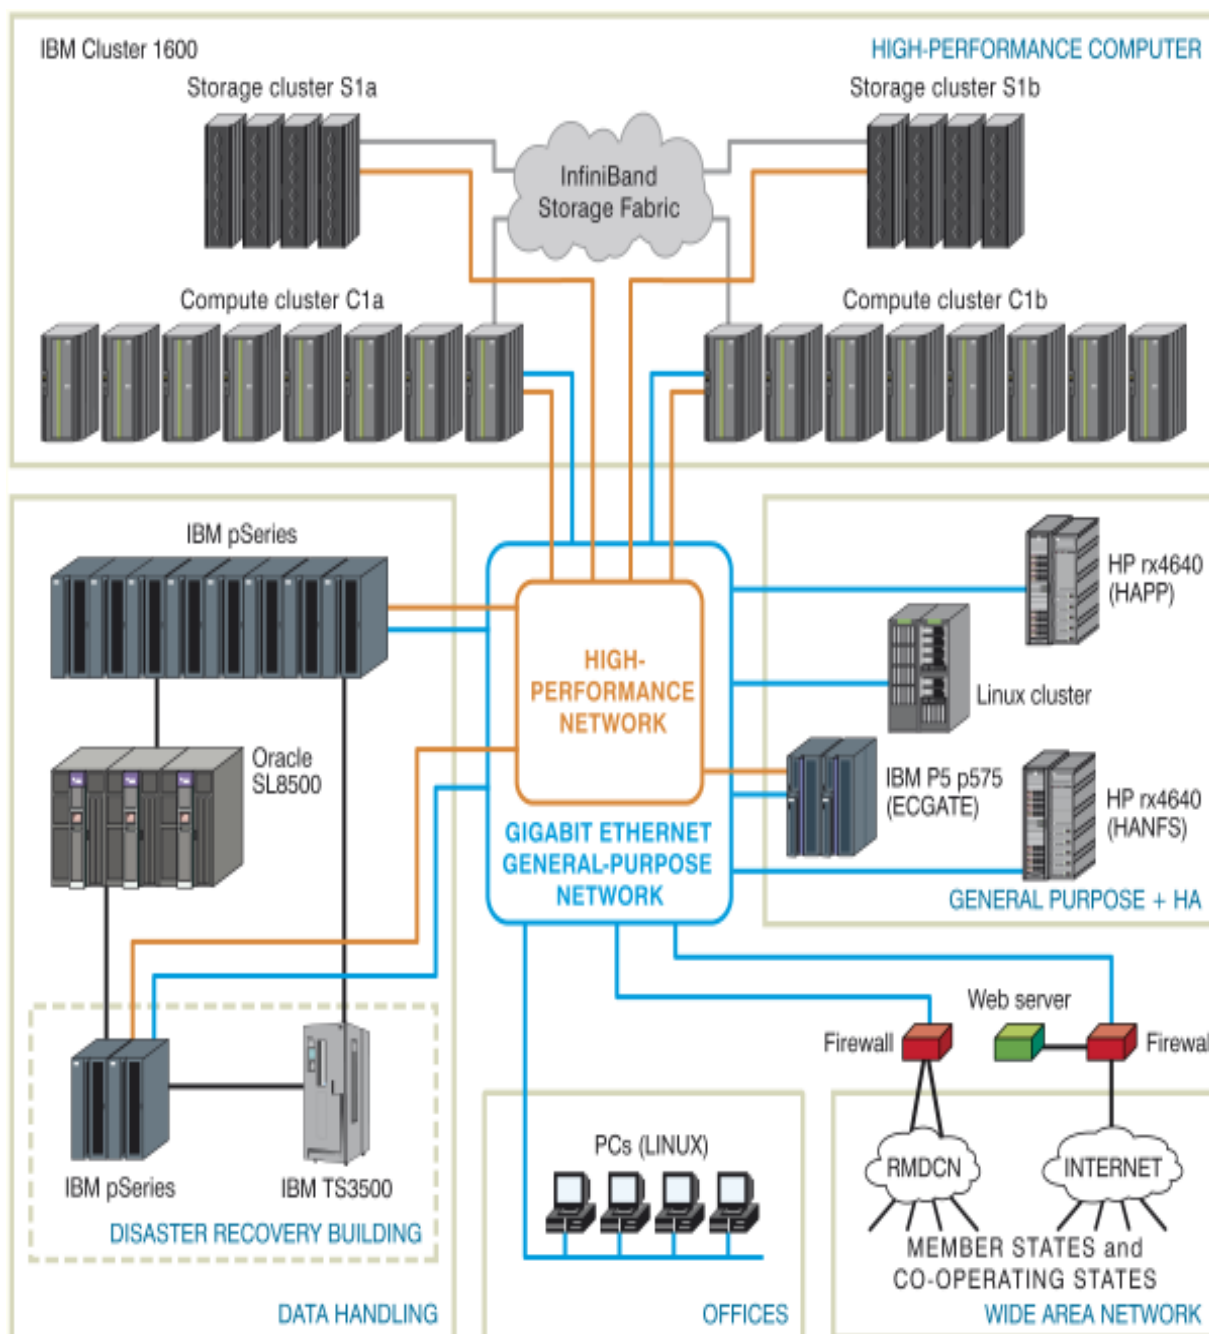 IBM Cluster 1600
HIGH-PERFORMANCE COMPUTER
Storage cluster S1a
Storage cluster S1b
InfiniBand
Storage Fabric
Compute cluster C1a
Compute cluster C1b
IBM pSeries
HP rx4640
(HAPP)
HIGH-
PERFORMANCE
NETWORK
Linux cluster
Oracle
SL8500
IBM P5 p575
(ECGATE)
HP rx4640
(HANFS)
GIGABIT ETHERNET
GENERAL-PURPOSE
NETWORK
GENERAL PURPOSE + HA
Web server
Firewall
Firewall
PCs (LINUX)
RMDCN
INTERNET
IBM pSeries
IBM TS3500
DISASTER RECOVERY BUILDING
MEMBER STATES and
CO-OPERATING STATES
DATA HANDLING
OFFICES
WIDE AREA NETWORK